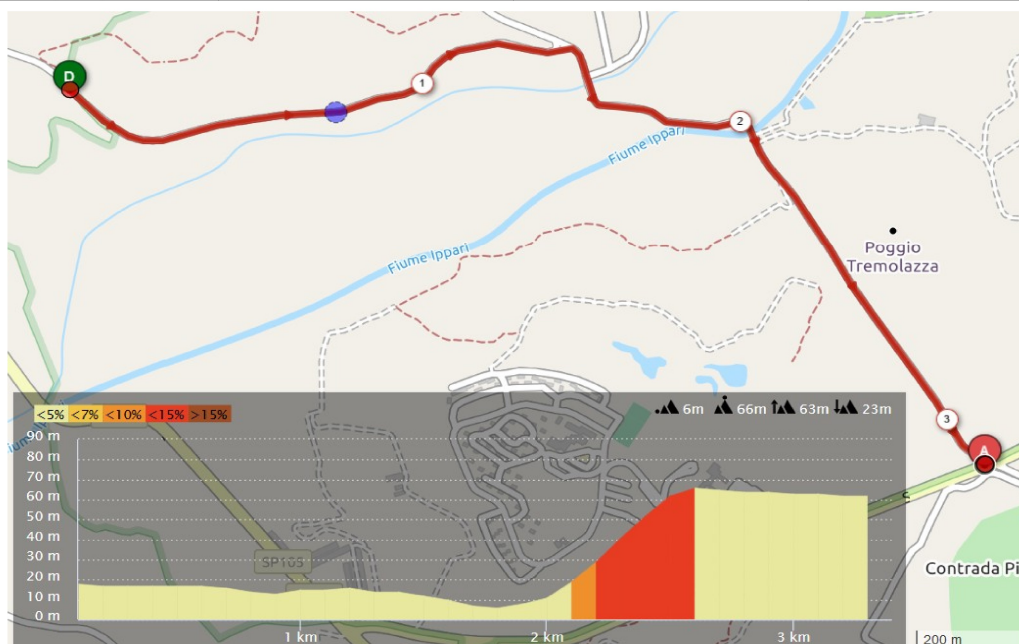 D
1
2
Fiume Ippari
Fiume Ippari
Poggio
Tremolazza
3
A
<5% <7% <10% <15% >15%
6m 66m 63m 23m
90 m
80 m
70 m
60 m
50 m
40 m
30 m
20 m
10 m
0 m
SP103
1 km
2 km
3 km
Contrada Pi
200 m